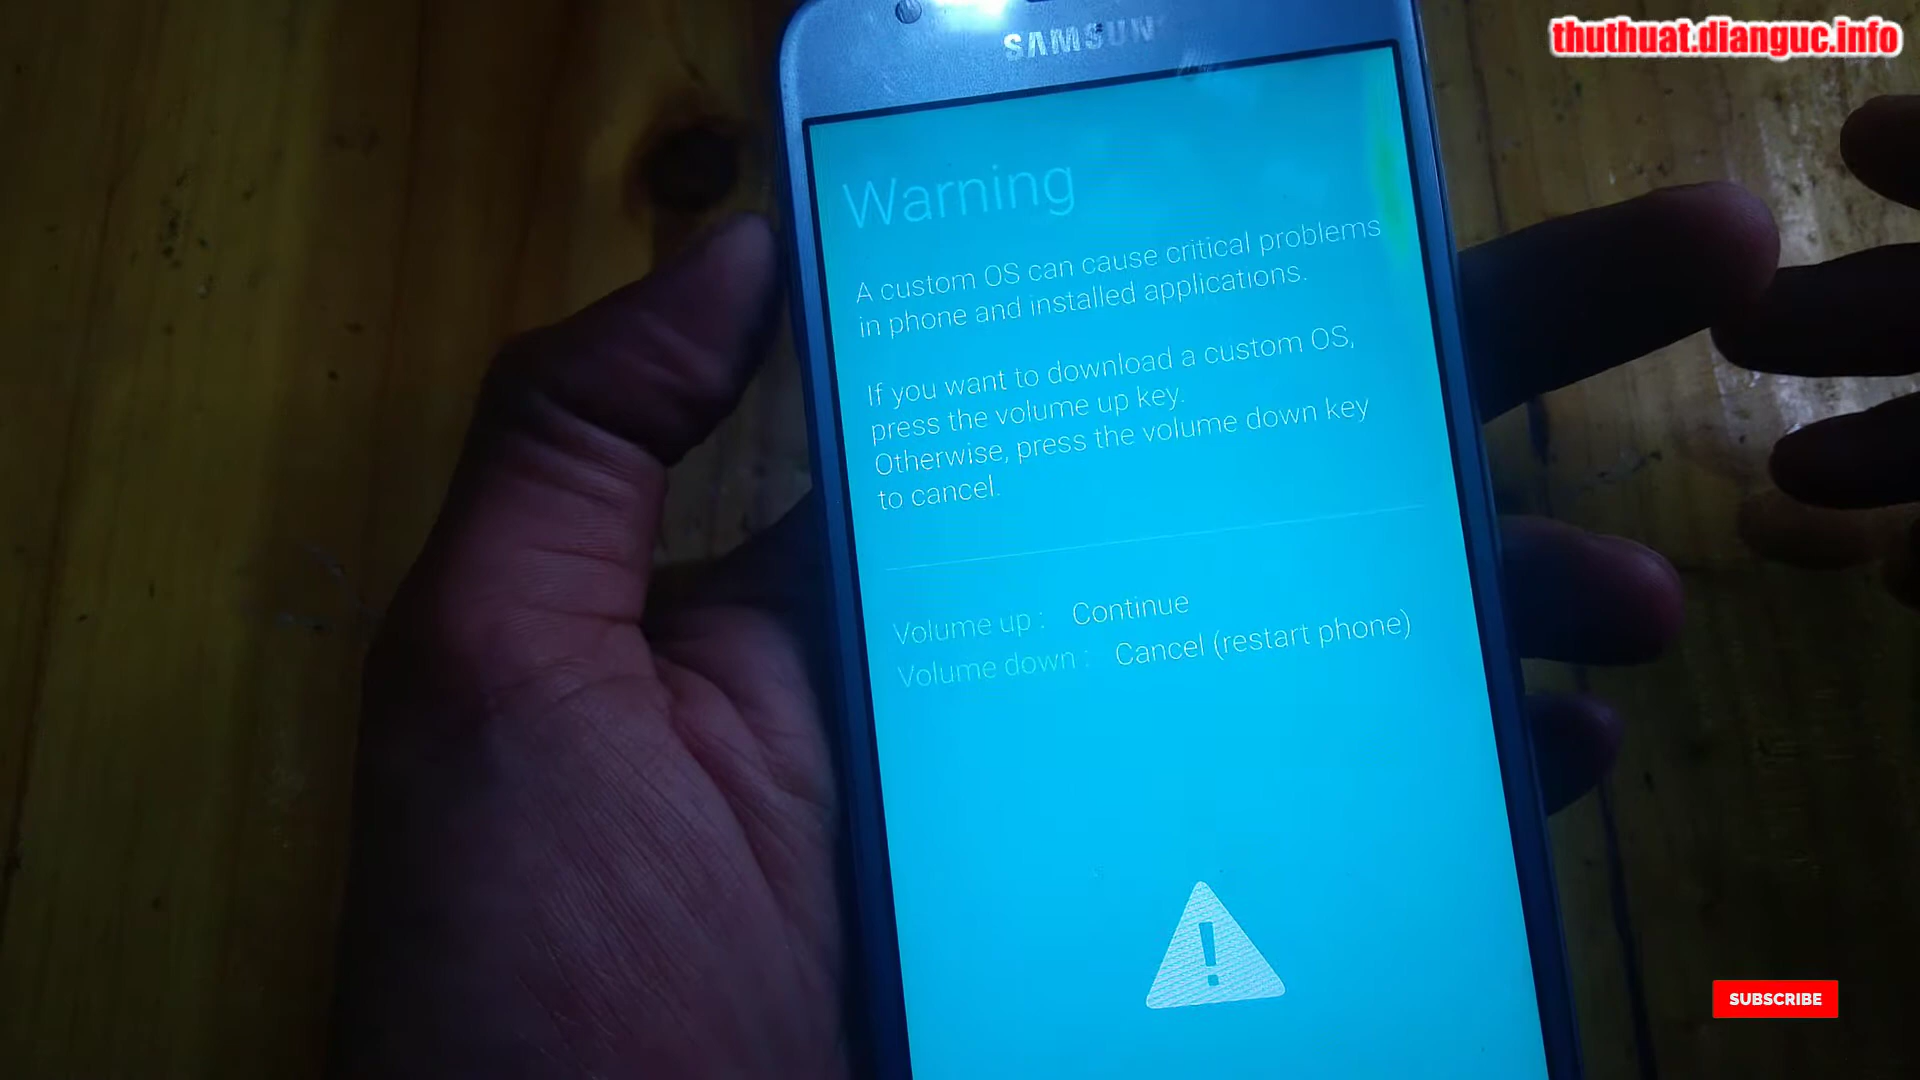 thuthuat.dianguc.info
SAMSUNG
Warning
A custom OS can cause critical problems
in phone and installed applications.
If you want to download a custom OS,
press the volume up key.
Otherwise, press the volume down key
to cancel.
Volume up : Continue
Volume down : Cancel (restart phone)
!
SUBSCRIBE